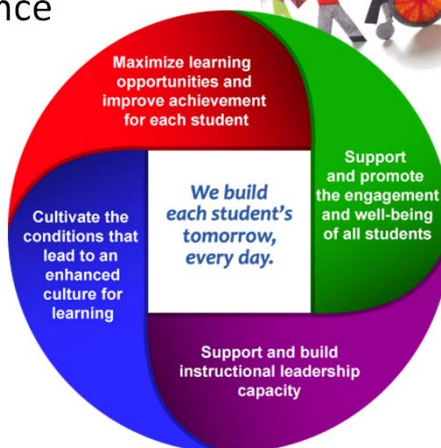 Maximize learning
opportunities and
improve achievement
for each student
Support
and promote
the engagement
and well-being
of all students
We build
each student's
tomorrow,
every day.
Cultivate the
conditions that
lead to an
enhanced
culture for
learning
Support and build
instructional leadership
capacity